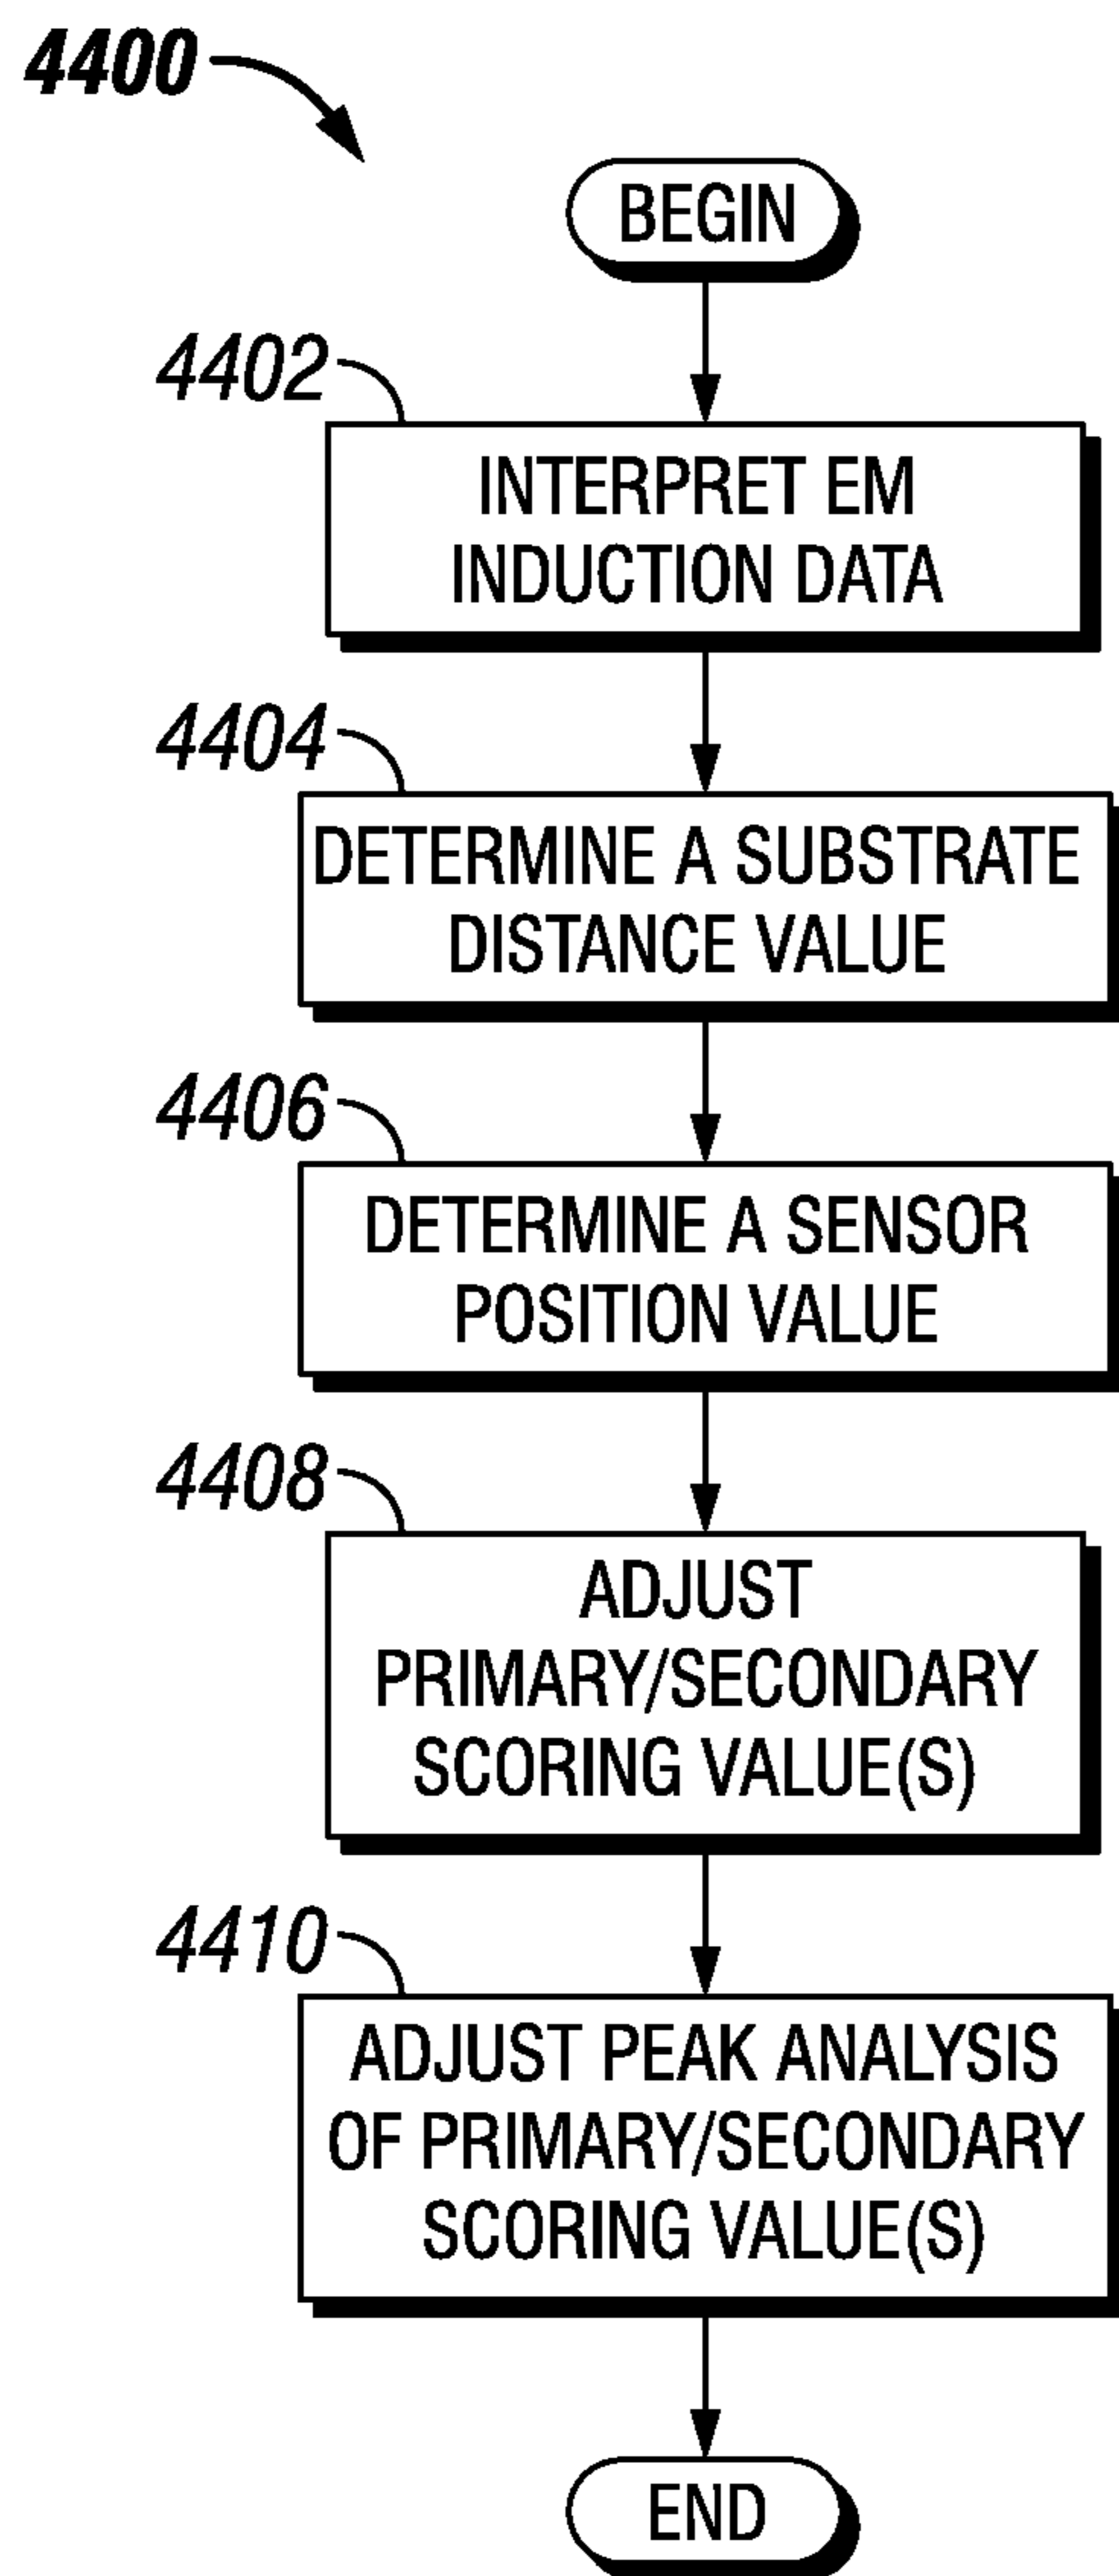 4400
BEGIN
4402
INTERPRET EM
INDUCTION DATA
4404
DETERMINE A SUBSTRATE
DISTANCE VALUE
4406
DETERMINE A SENSOR
POSITION VALUE
4408
ADJUST
PRIMARY/SECONDARY
SCORING VALUE(S)
4410
ADJUST PEAK ANALYSIS
OF PRIMARY/SECONDARY
SCORING VALUE(S)
END